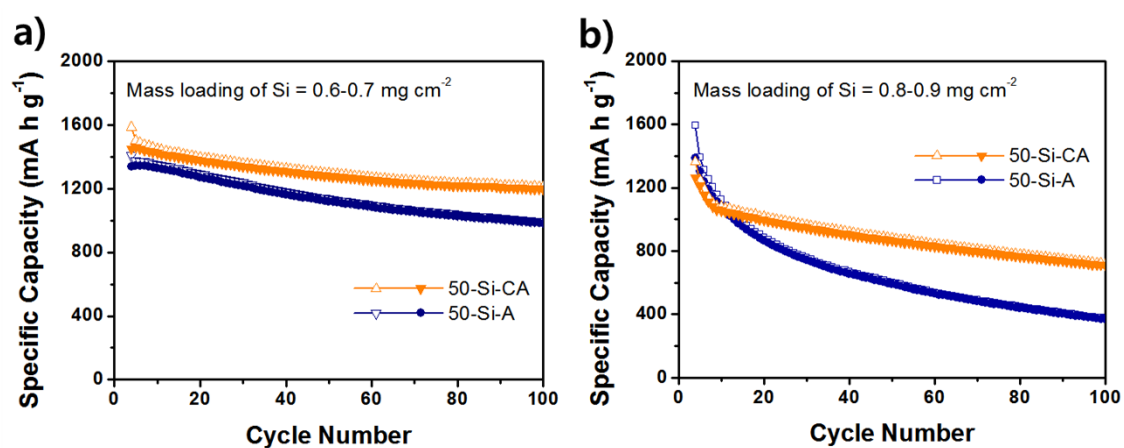 a)
Specific Capacity (mA h g⁻¹)
2000
1600
1200
800
400
0
Mass loading of Si = 0.6-0.7 mg cm⁻²
50-Si-CA
50-Si-A
0 20 40 60 80 100
Cycle Number
b)
Specific Capacity (mA h g⁻¹)
2000
1600
1200
800
400
0
Mass loading of Si = 0.8-0.9 mg cm⁻²
50-Si-CA
50-Si-A
0 20 40 60 80 100
Cycle Number